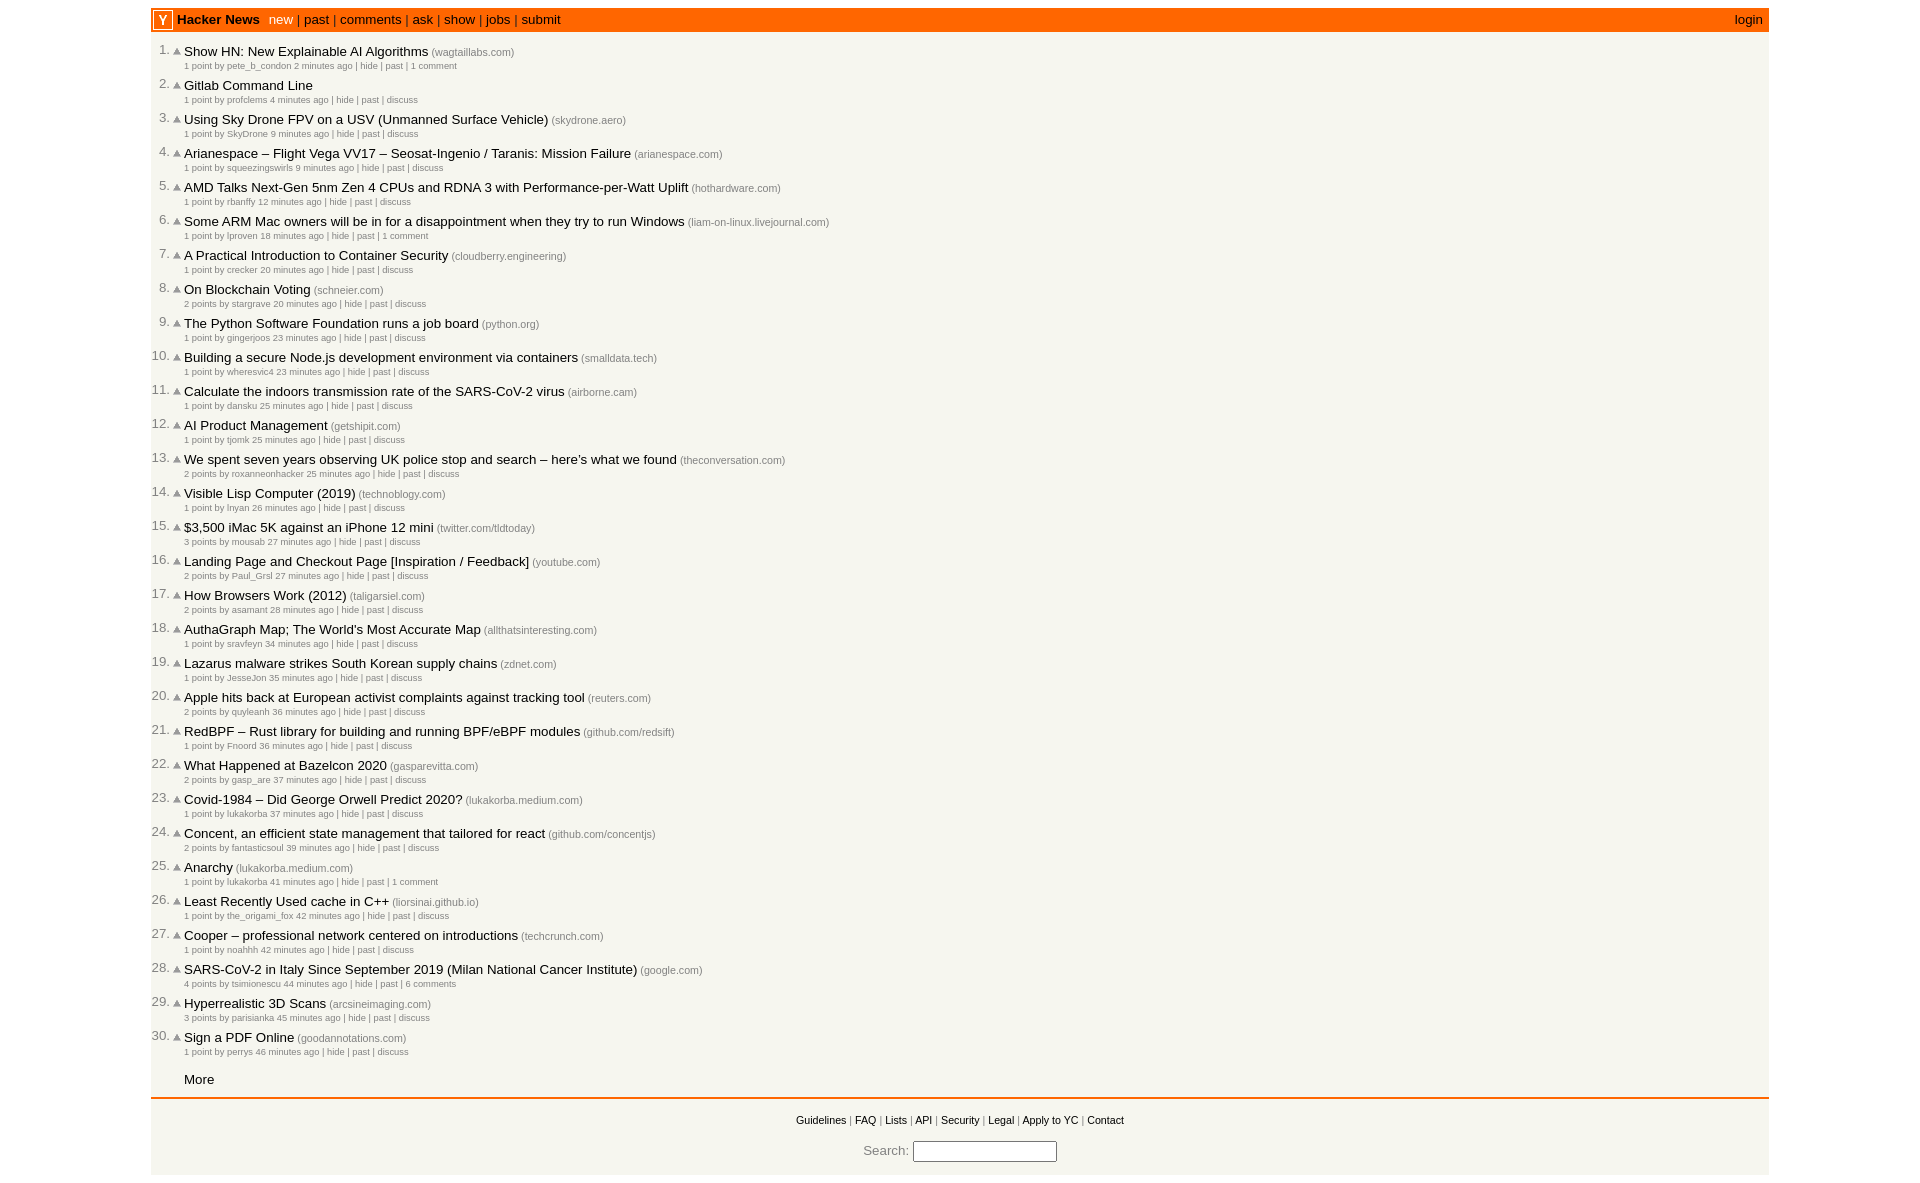 Y Hacker News new | past | comments | ask | show | jobs | submit login
1. Show HN: New Explainable AI Algorithms (wagtaillabs.com)
1 point by pete_b_condon 2 minutes ago | hide | past | 1 comment
2. Gitlab Command Line
1 point by profclems 4 minutes ago | hide | past | discuss
3. Using Sky Drone FPV on a USV (Unmanned Surface Vehicle) (skydrone.aero)
1 point by SkyDrone 9 minutes ago | hide | past | discuss
4. Arianespace – Flight Vega VV17 – Seosat-Ingenio / Taranis: Mission Failure (arianespace.com)
1 point by squeezingswirls 9 minutes ago | hide | past | discuss
5. AMD Talks Next-Gen 5nm Zen 4 CPUs and RDNA 3 with Performance-per-Watt Uplift (hothardware.com)
1 point by rbanffy 12 minutes ago | hide | past | discuss
6. Some ARM Mac owners will be in for a disappointment when they try to run Windows (liam-on-linux.livejournal.com)
1 point by lproven 18 minutes ago | hide | past | 1 comment
7. A Practical Introduction to Container Security (cloudberry.engineering)
1 point by crecker 20 minutes ago | hide | past | discuss
8. On Blockchain Voting (schneier.com)
2 points by stargrave 20 minutes ago | hide | past | discuss
9. The Python Software Foundation runs a job board (python.org)
1 point by gingerjoos 23 minutes ago | hide | past | discuss
10. Building a secure Node.js development environment via containers (smalldata.tech)
1 point by wheresvic4 23 minutes ago | hide | past | discuss
11. Calculate the indoors transmission rate of the SARS-CoV-2 virus (airborne.cam)
1 point by dansku 25 minutes ago | hide | past | discuss
12. AI Product Management (getshipit.com)
1 point by tjomk 25 minutes ago | hide | past | discuss
13. We spent seven years observing UK police stop and search – here’s what we found (theconversation.com)
2 points by roxanneonhacker 25 minutes ago | hide | past | discuss
14. Visible Lisp Computer (2019) (technoblogy.com)
1 point by lnyan 26 minutes ago | hide | past | discuss
15. $3,500 iMac 5K against an iPhone 12 mini (twitter.com/tldtoday)
3 points by mousab 27 minutes ago | hide | past | discuss
16. Landing Page and Checkout Page [Inspiration / Feedback] (youtube.com)
2 points by Paul_Grsl 27 minutes ago | hide | past | discuss
17. How Browsers Work (2012) (taligarsiel.com)
2 points by asamant 28 minutes ago | hide | past | discuss
18. AuthaGraph Map; The World's Most Accurate Map (allthatsinteresting.com)
1 point by sravfeyn 34 minutes ago | hide | past | discuss
19. Lazarus malware strikes South Korean supply chains (zdnet.com)
1 point by JesseJon 35 minutes ago | hide | past | discuss
20. Apple hits back at European activist complaints against tracking tool (reuters.com)
2 points by quyleanh 36 minutes ago | hide | past | discuss
21. RedBPF – Rust library for building and running BPF/eBPF modules (github.com/redsift)
1 point by Fnoord 36 minutes ago | hide | past | discuss
22. What Happened at Bazelcon 2020 (gasparevitta.com)
2 points by gasp_are 37 minutes ago | hide | past | discuss
23. Covid-1984 – Did George Orwell Predict 2020? (lukakorba.medium.com)
1 point by lukakorba 37 minutes ago | hide | past | discuss
24. Concent, an efficient state management that tailored for react (github.com/concentjs)
2 points by fantasticsoul 39 minutes ago | hide | past | discuss
25. Anarchy (lukakorba.medium.com)
1 point by lukakorba 41 minutes ago | hide | past | 1 comment
26. Least Recently Used cache in C++ (liorsinai.github.io)
1 point by the_origami_fox 42 minutes ago | hide | past | discuss
27. Cooper – professional network centered on introductions (techcrunch.com)
1 point by noahhh 42 minutes ago | hide | past | discuss
28. SARS-CoV-2 in Italy Since September 2019 (Milan National Cancer Institute) (google.com)
4 points by tsimionescu 44 minutes ago | hide | past | 6 comments
29. Hyperrealistic 3D Scans (arcsineimaging.com)
3 points by parisianka 45 minutes ago | hide | past | discuss
30. Sign a PDF Online (goodannotations.com)
1 point by perrys 46 minutes ago | hide | past | discuss
More
Guidelines | FAQ | Lists | API | Security | Legal | Apply to YC | Contact
Search: